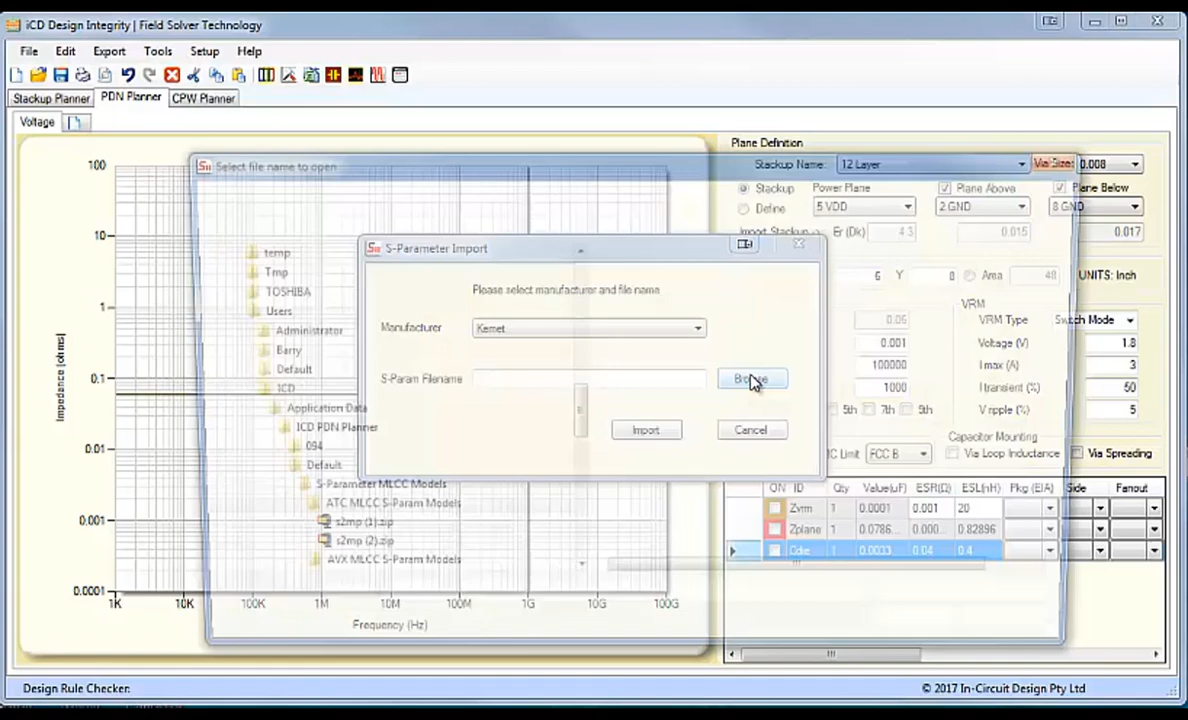 iCD Design Integrity | Field Solver Technology
File Edit Export Tools Setup Help
Stackup Planner PDN Planner CPW Planner
Voltage
Plane Definition
Select file name to open
Stackup Name: 12 Layer Via Size: 0.008
Stackup Power Plane Plane Above Plane Below
Define 5 VDD 2 GND 8 GND
Import Stackup -> Er (Dk) 4.3 0.015 0.017
S-Parameter Import
6 Y 0 Area 48 UNITS: Inch
Please select manufacturer and file name
Manufacturer Kemet
S-Param Filename Browse
Import Cancel
VRM
0.06 VRM Type Switch Mode
0.001 Voltage (V) 1.8
100000 I max (A) 3
1000 I transient (%) 50
5th 7th 9th V ripple (%) 5
Capacitor Mounting
FCC B Via Loop Inductance Via Spreading
temp
Tmp
TOSHIBA
Users
Administrator
Barry
Default
ICD
Application Data
ICD PDN Planner
094
Default
S-Parameter MLCC Models
ATC MLCC S-Param Models
s2mp (1).zip
s2mp (2).zip
AVX MLCC S-Param Models
Impedance [ohms]
100
10
1
0.1
0.01
0.001
0.0001
1K 10K 100K 1M 10M 100M 1G 10G 100G
Frequency (Hz)
ON ID Qty Value(uF) ESR(Ω) ESL(nH) Pkg (E/A) Side Fanout
Zvrm 1 0.0001 0.001 20
Zplane 1 0.0786... 0.000... 0.82896
1 0.0033 0.04 0.4
Design Rule Checker:
© 2017 In-Circuit Design Pty Ltd